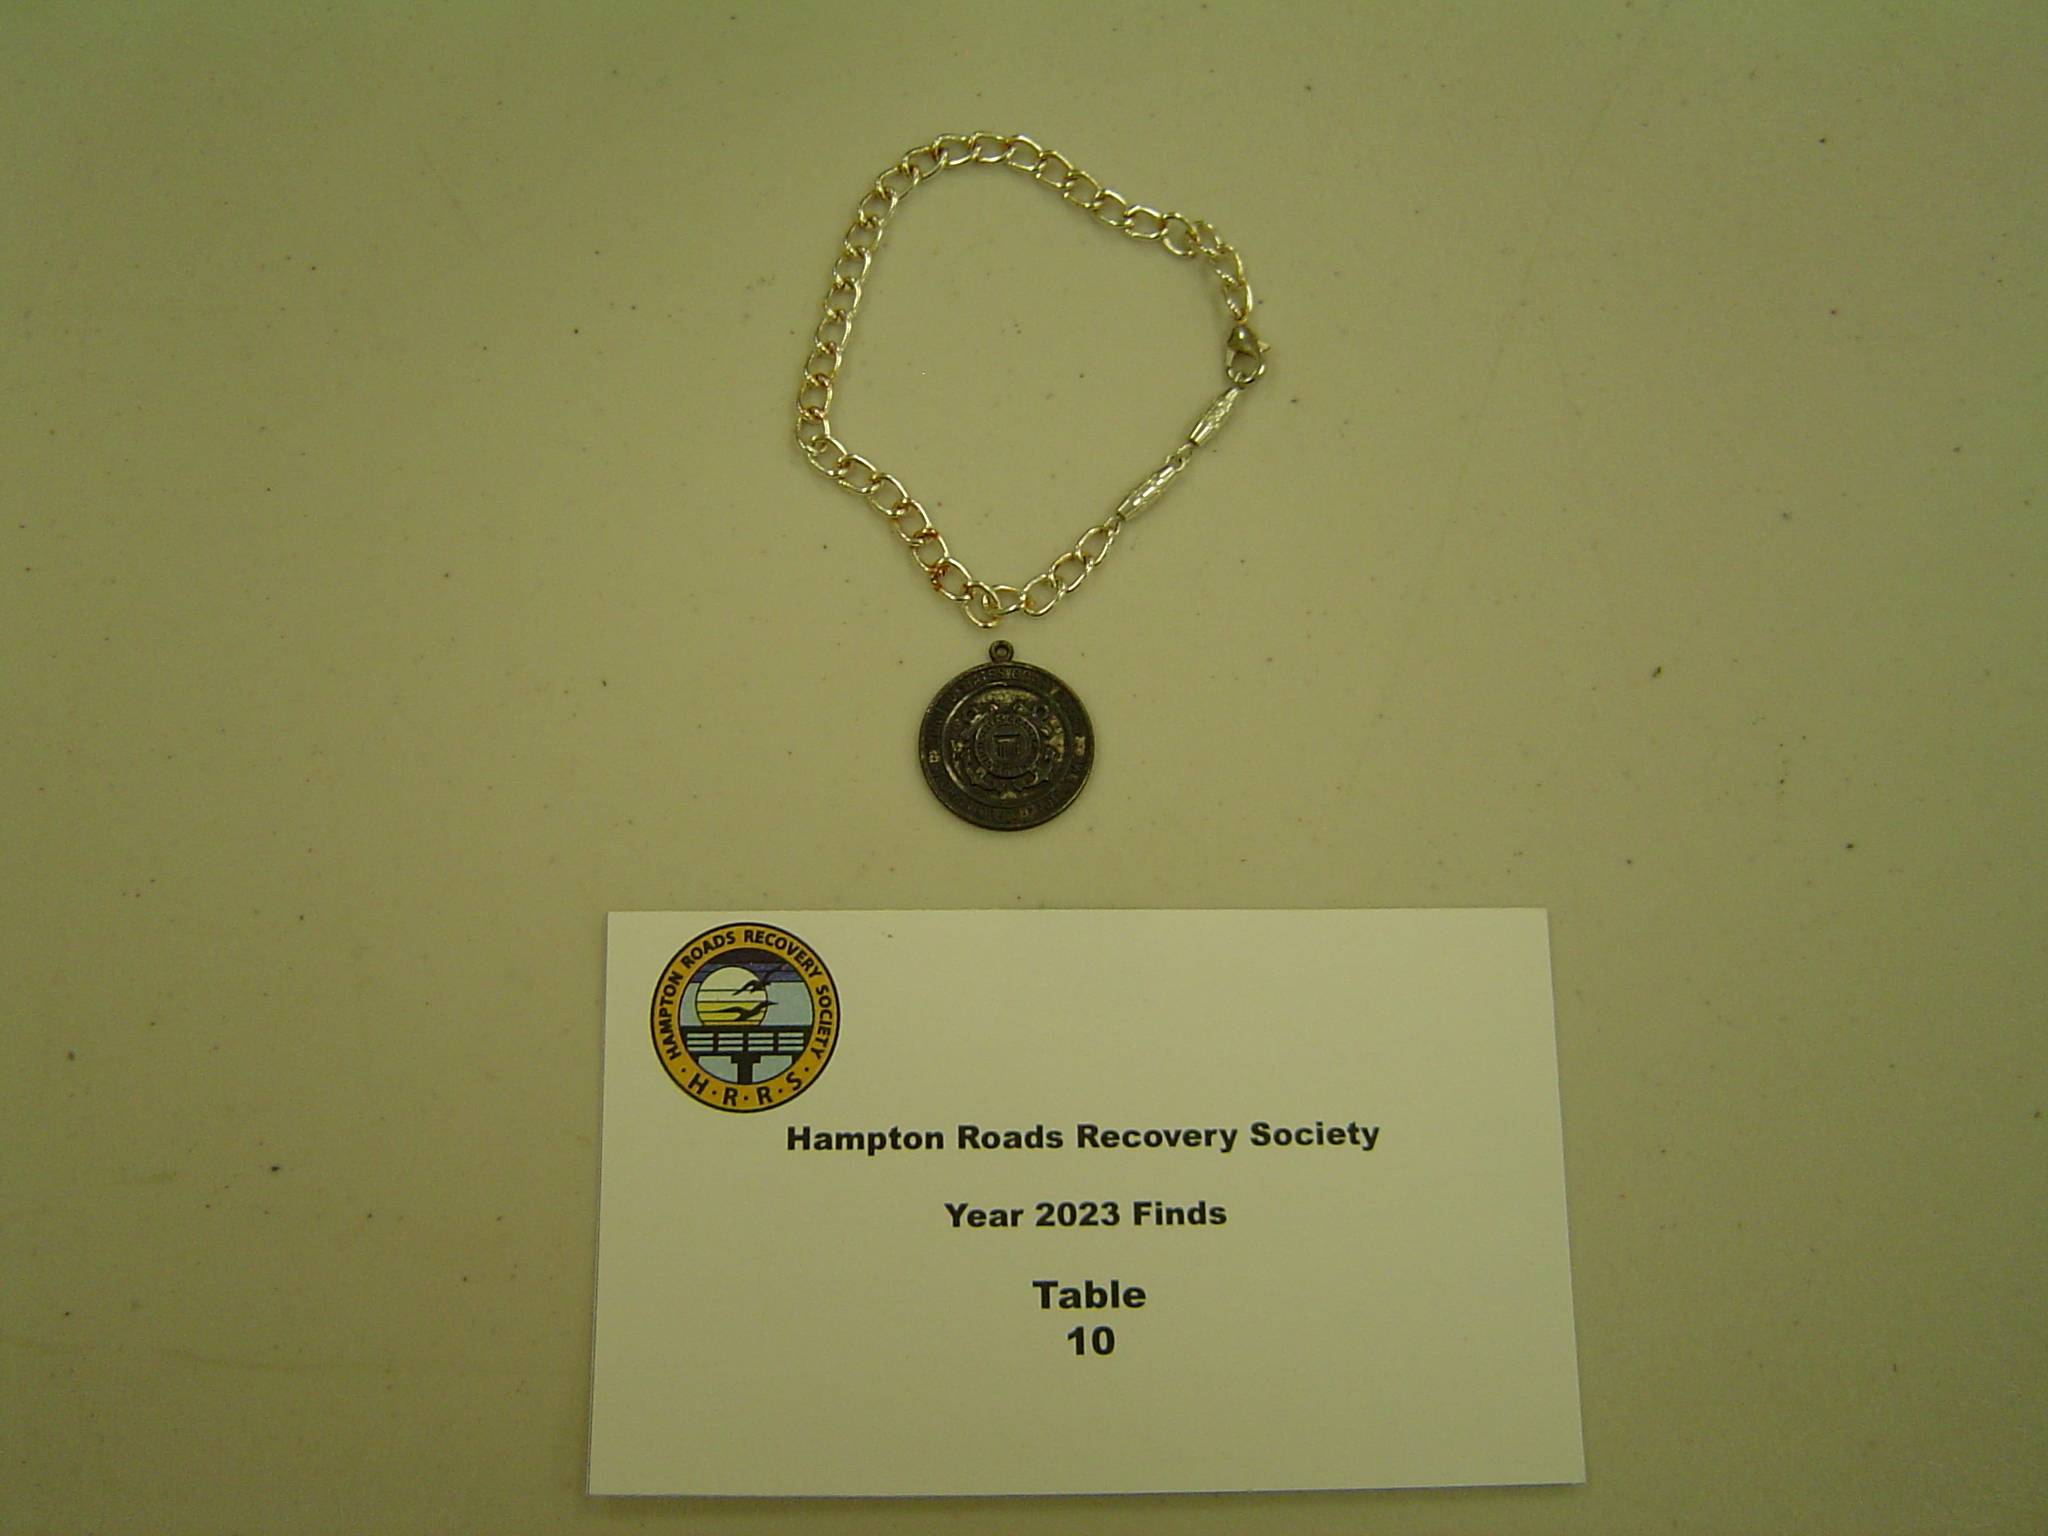 HAMPTON ROADS RECOVERY SOCIETY
· H · R · R · S ·
Hampton Roads Recovery Society
Year 2023 Finds
Table
10